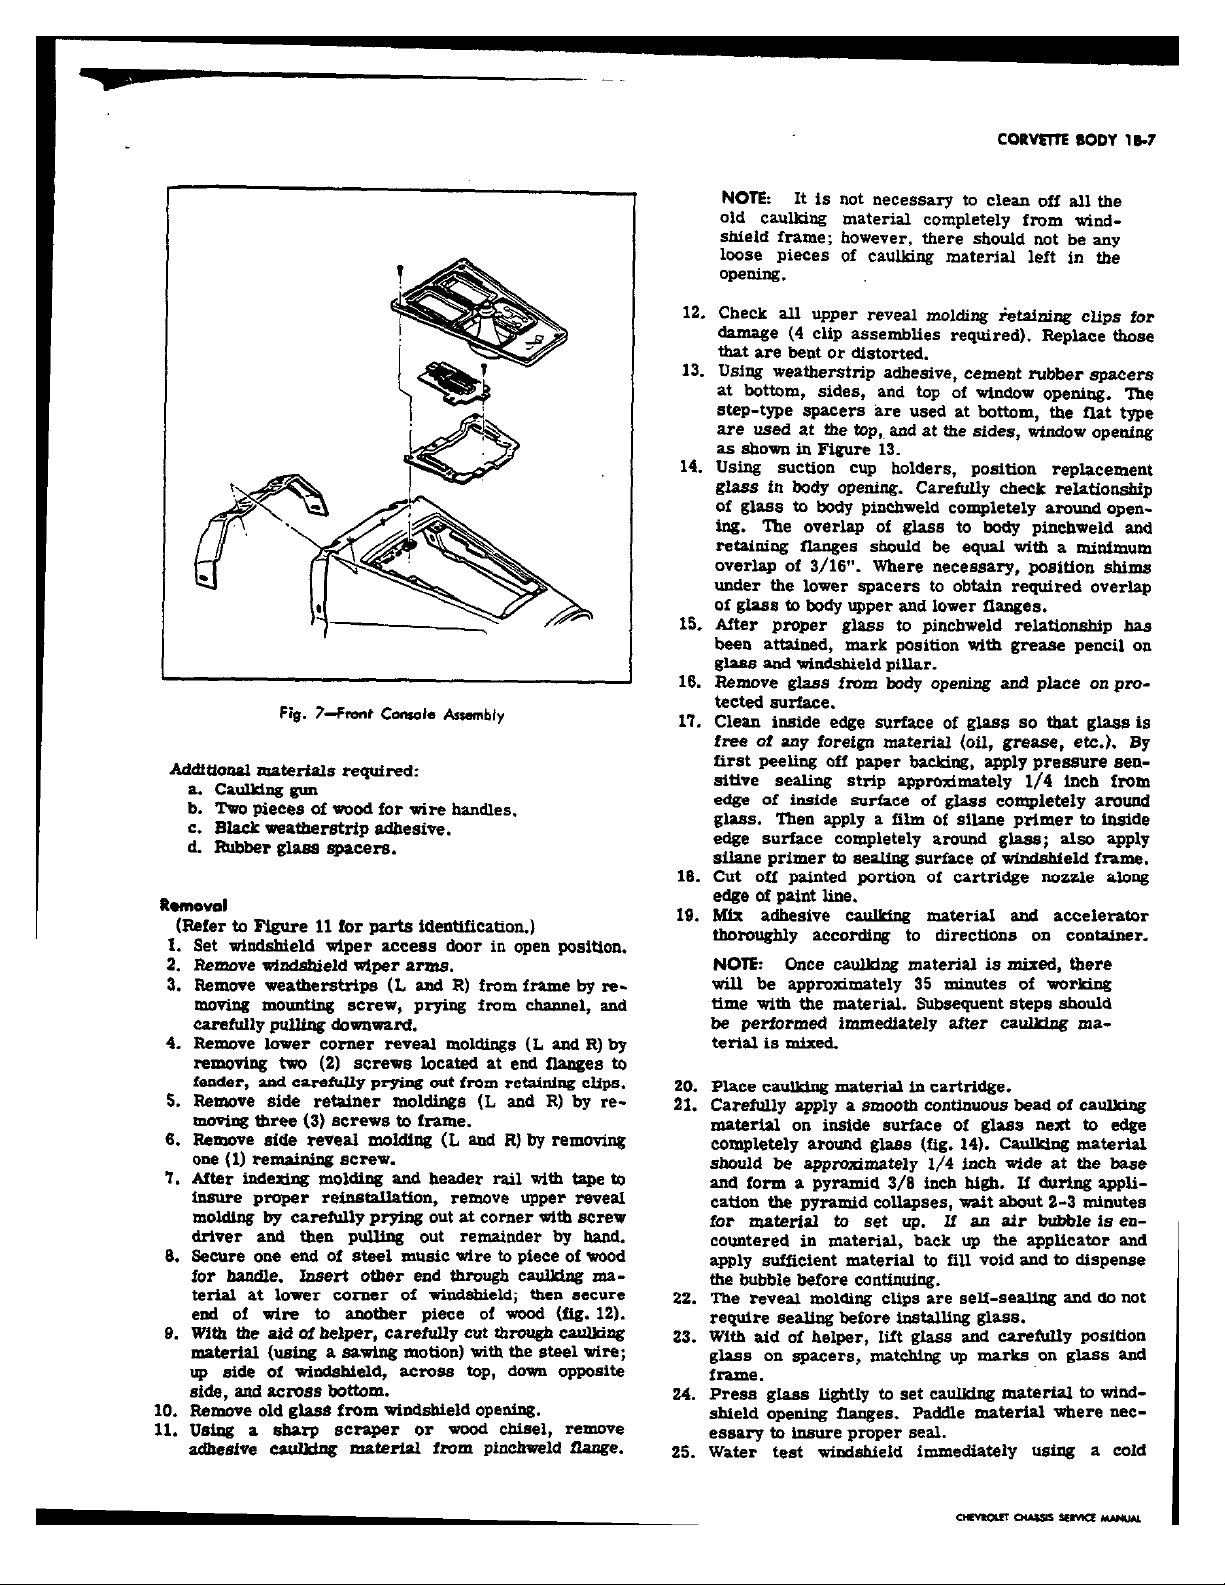 CORVETTE BODY 1B-7
Fig. 7—Front Console Assembly
Additional materials required:
a. Caulking gun
b. Two pieces of wood for wire handles.
c. Black weatherstrip adhesive.
d. Rubber glass spacers.
Removal
(Refer to Figure 11 for parts identification.)
1. Set windshield wiper access door in open position.
2. Remove windshield wiper arms.
3. Remove weatherstrips (L and R) from frame by re-
moving mounting screw, prying from channel, and
carefully pulling downward.
4. Remove lower corner reveal moldings (L and R) by
removing two (2) screws located at end flanges to
fender, and carefully prying out from retaining clips.
5. Remove side retainer moldings (L and R) by re-
moving three (3) screws to frame.
6. Remove side reveal molding (L and R) by removing
one (1) remaining screw.
7. After indexing molding and header rail with tape to
insure proper reinstallation, remove upper reveal
molding by carefully prying out at corner with screw
driver and then pulling out remainder by hand.
8. Secure one end of steel music wire to piece of wood
for handle. Insert other end through caulking ma-
terial at lower corner of windshield; then secure
end of wire to another piece of wood (fig. 12).
9. With the aid of helper, carefully cut through caulking
material (using a sawing motion) with the steel wire;
up side of windshield, across top, down opposite
side, and across bottom.
10. Remove old glass from windshield opening.
11. Using a sharp scraper or wood chisel, remove
adhesive caulking material from pinchweld flange.
NOTE: It is not necessary to clean off all the
old caulking material completely from wind-
shield frame; however, there should not be any
loose pieces of caulking material left in the
opening.
12. Check all upper reveal molding retaining clips for
damage (4 clip assemblies required). Replace those
that are bent or distorted.
13. Using weatherstrip adhesive, cement rubber spacers
at bottom, sides, and top of window opening. The
step-type spacers are used at bottom, the flat type
are used at the top, and at the sides, window opening
as shown in Figure 13.
14. Using suction cup holders, position replacement
glass in body opening. Carefully check relationship
of glass to body pinchweld completely around open-
ing. The overlap of glass to body pinchweld and
retaining flanges should be equal with a minimum
overlap of 3/16". Where necessary, position shims
under the lower spacers to obtain required overlap
of glass to body upper and lower flanges.
15. After proper glass to pinchweld relationship has
been attained, mark position with grease pencil on
glass and windshield pillar.
16. Remove glass from body opening and place on pro-
tected surface.
17. Clean inside edge surface of glass so that glass is
free of any foreign material (oil, grease, etc.). By
first peeling off paper backing, apply pressure sen-
sitive sealing strip approximately 1/4 inch from
edge of inside surface of glass completely around
glass. Then apply a film of silane primer to inside
edge surface completely around glass; also apply
silane primer to sealing surface of windshield frame.
18. Cut off painted portion of cartridge nozzle along
edge of paint line.
19. Mix adhesive caulking material and accelerator
thoroughly according to directions on container.
NOTE: Once caulking material is mixed, there
will be approximately 35 minutes of working
time with the material. Subsequent steps should
be performed immediately after caulking ma-
terial is mixed.
20. Place caulking material in cartridge.
21. Carefully apply a smooth continuous bead of caulking
material on inside surface of glass next to edge
completely around glass (fig. 14). Caulking material
should be approximately 1/4 inch wide at the base
and form a pyramid 3/8 inch high. If during appli-
cation the pyramid collapses, wait about 2-3 minutes
for material to set up. If an air bubble is en-
countered in material, back up the applicator and
apply sufficient material to fill void and to dispense
the bubble before continuing.
22. The reveal molding clips are self-sealing and do not
require sealing before installing glass.
23. With aid of helper, lift glass and carefully position
glass on spacers, matching up marks on glass and
frame.
24. Press glass lightly to set caulking material to wind-
shield opening flanges. Paddle material where nec-
essary to insure proper seal.
25. Water test windshield immediately using a cold
CHEVROLET CHASSIS SERVICE MANUAL